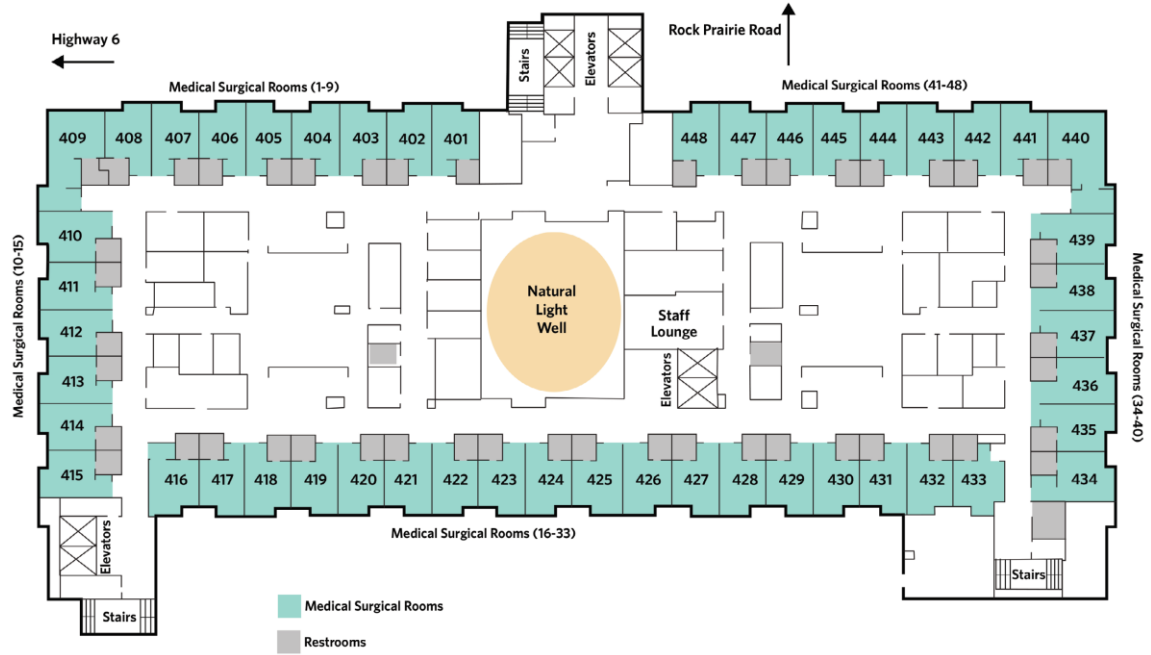 Highway 6
Rock Prairie Road
Stairs
Elevators
Medical Surgical Rooms (1-9)
Medical Surgical Rooms (41-48)
409 408 407 406 405 404 403 402 401
448 447 446 445 444 443 442 441 440
Medical Surgical Rooms (10-15)
410
411
412
413
414
415
Natural
Light
Well
Staff
Lounge
Elevators
439
438
437
436
435
434
Medical Surgical Rooms (34-40)
416 417 418 419 420 421 422 423 424 425 426 427 428 429 430 431 432 433
Medical Surgical Rooms (16-33)
Elevators
Stairs
Stairs
Medical Surgical Rooms
Restrooms